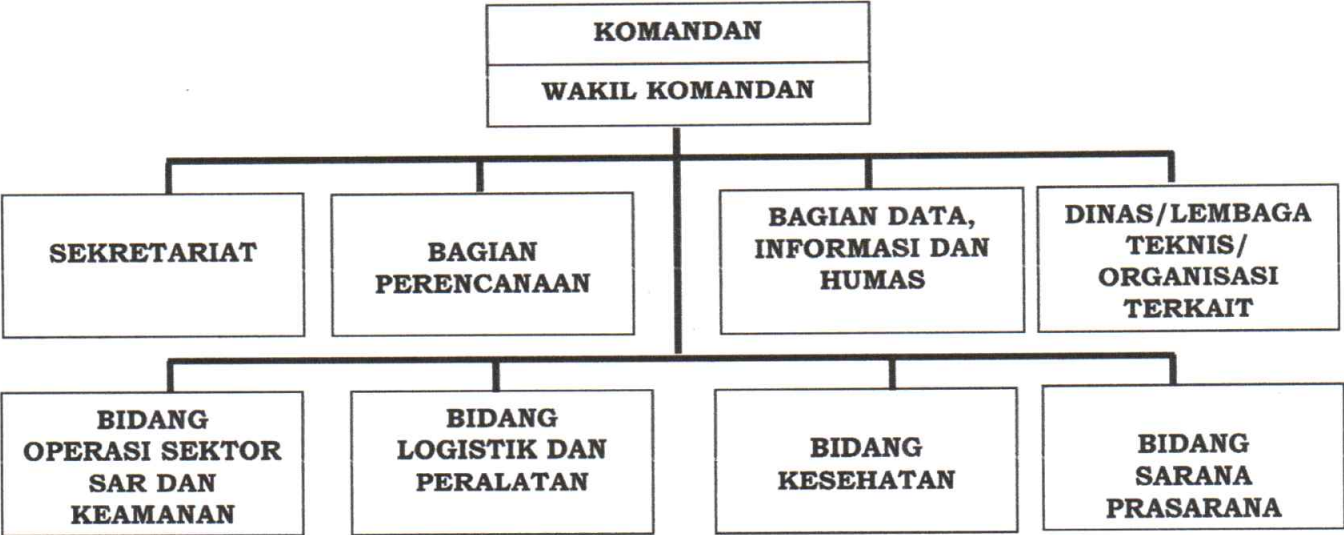 KOMANDAN
WAKIL KOMANDAN
SEKRETARIAT
BAGIAN
PERENCANAAN
BAGIAN DATA,
INFORMASI DAN
HUMAS
DINAS/LEMBAGA
TEKNIS/
ORGANISASI
TERKAIT
BIDANG
OPERASI SEKTOR
SAR DAN
KEAMANAN
BIDANG
LOGISTIK DAN
PERALATAN
BIDANG
KESEHATAN
BIDANG
SARANA
PRASARANA